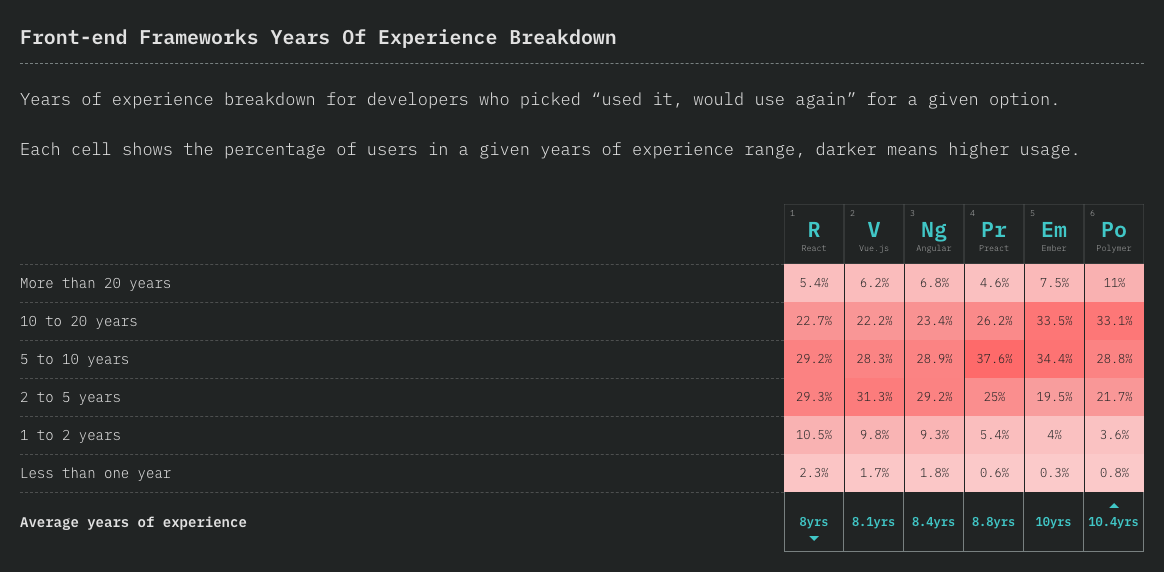 Front-end Frameworks Years Of Experience Breakdown
Years of experience breakdown for developers who picked “used it, would use again” for a given option.
Each cell shows the percentage of users in a given years of experience range, darker means higher usage.
1 2 3 4 5 6
R V Ng Pr Em Po
React Vue.js Angular Preact Ember Polymer
More than 20 years 5.4% 6.2% 6.8% 4.6% 7.5% 11%
10 to 20 years 22.7% 22.2% 23.4% 26.2% 33.5% 33.1%
5 to 10 years 29.2% 28.3% 28.9% 37.6% 34.4% 28.8%
2 to 5 years 29.3% 31.3% 29.2% 25% 19.5% 21.7%
1 to 2 years 10.5% 9.8% 9.3% 5.4% 4% 3.6%
Less than one year 2.3% 1.7% 1.8% 0.6% 0.3% 0.8%
Average years of experience 8yrs 8.1yrs 8.4yrs 8.8yrs 10yrs 10.4yrs